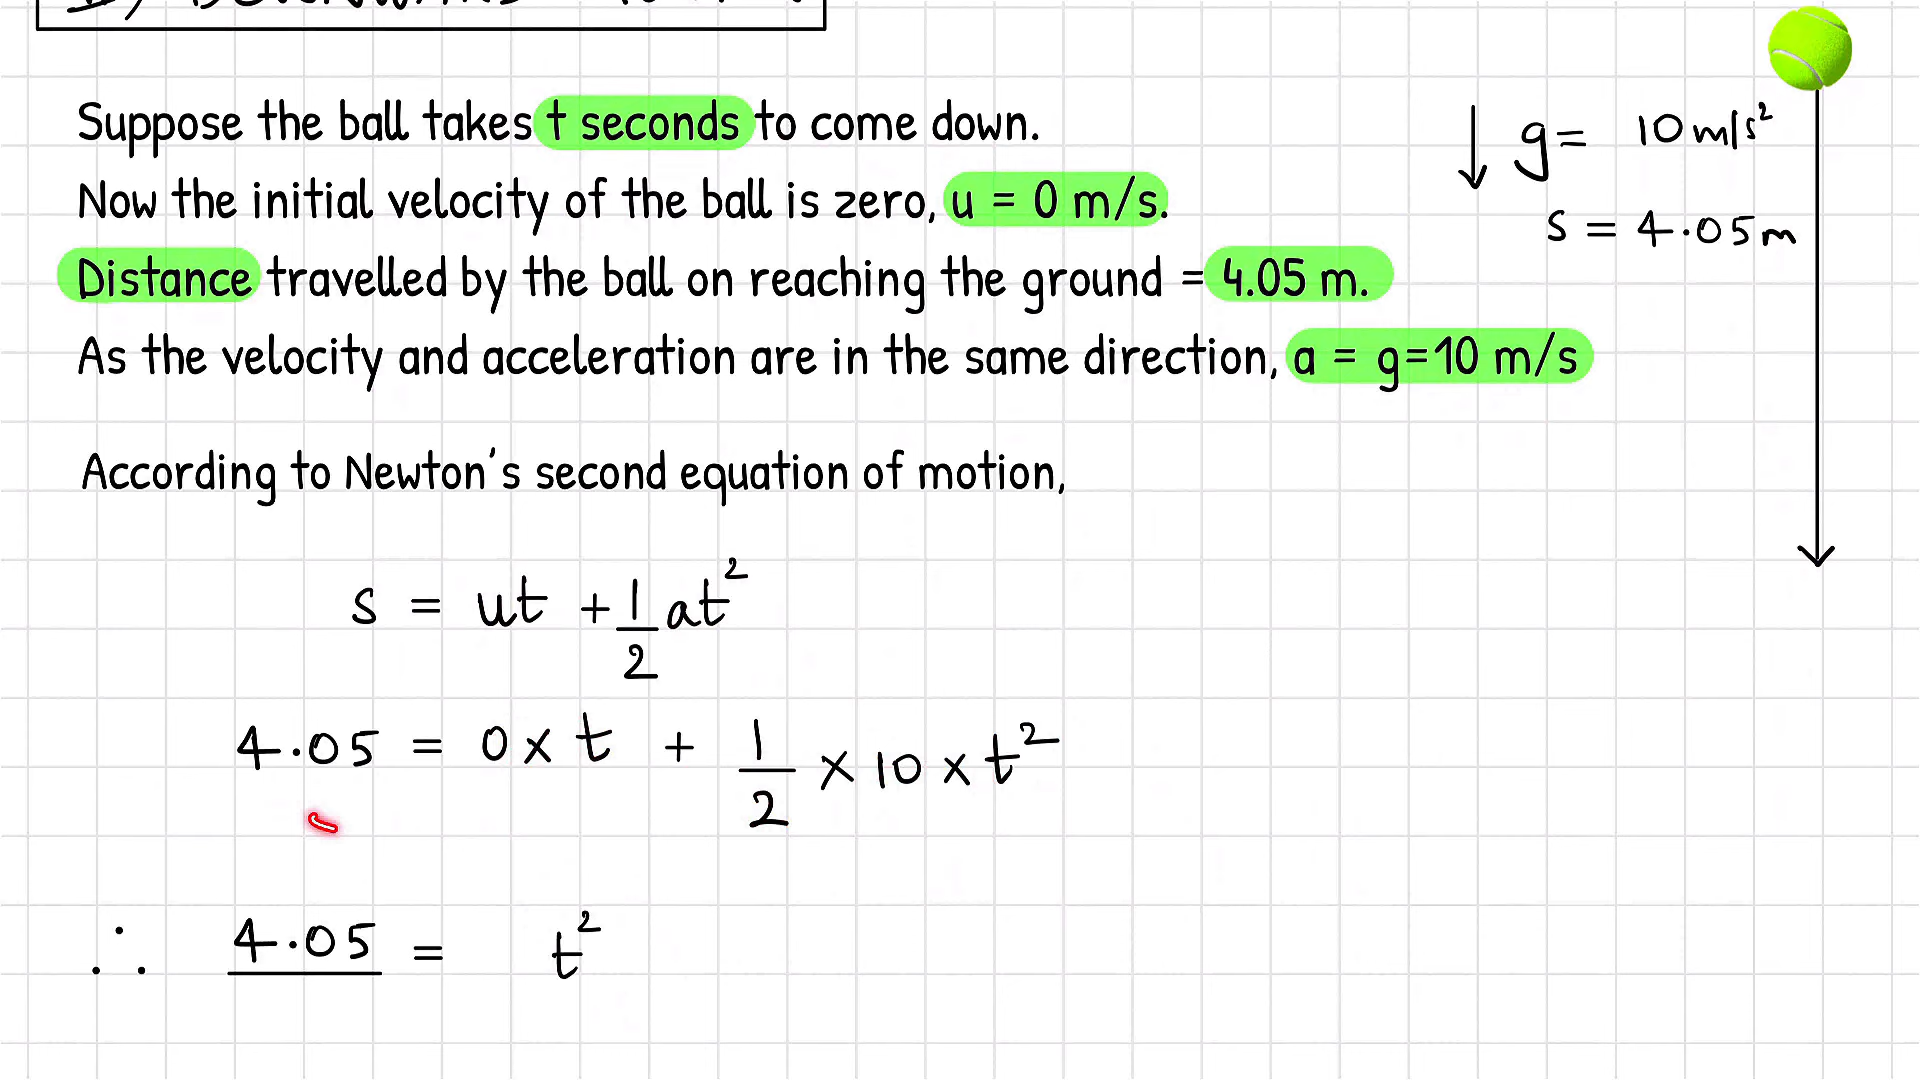 Suppose the ball takes t seconds to come down.
g = 10 m/s²
Now the initial velocity of the ball is zero, u = 0 m/s.
s = 4.05 m
Distance travelled by the ball on reaching the ground = 4.05 m.
As the velocity and acceleration are in the same direction, a = g=10 m/s
According to Newton's second equation of motion,
s = ut + 1/2 at²
4.05 = 0 x t + 1/2 x 10 x t²
∴ 4.05 = t²